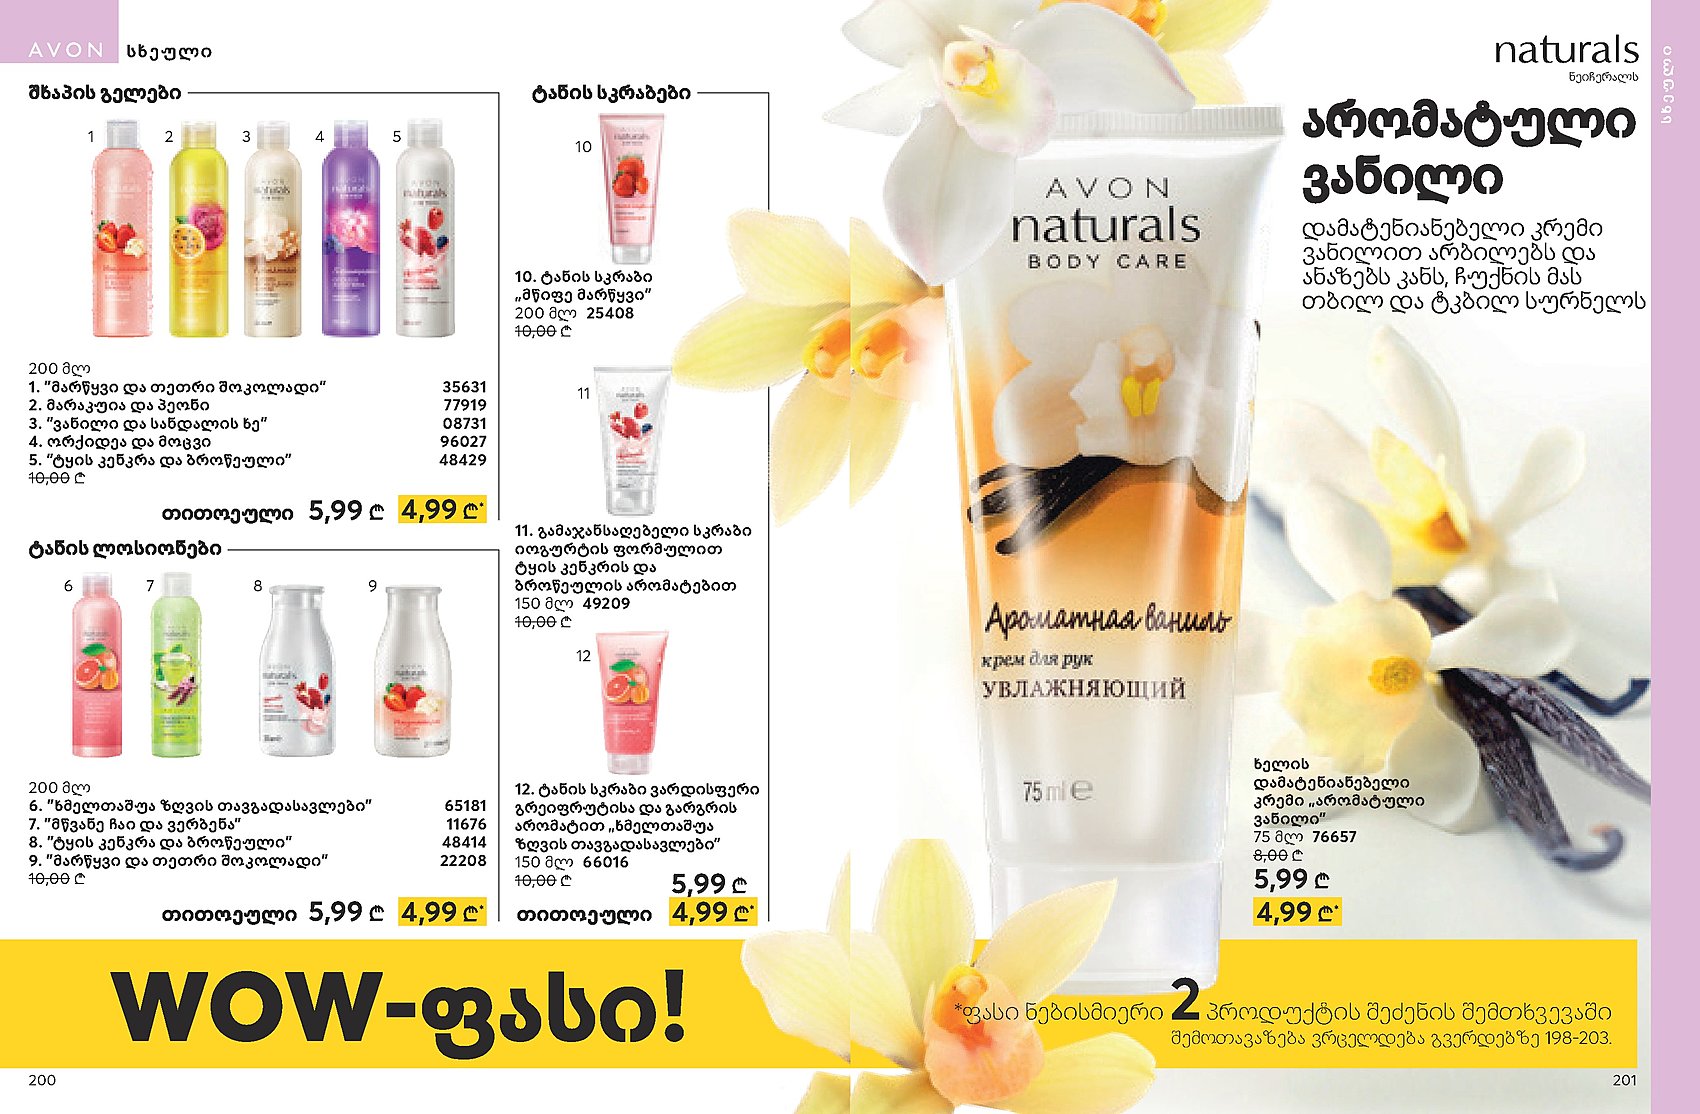 AVON სხეული
შხაპის გელები
1
2
3
4
5
200 მლ
1. "მარწყვი და თეთრი შოკოლადი" 35631
2. მარაკუია და პეონი 77919
3. "ვანილი და სანდალის ხე" 08731
4. ორქიდეა და მოცვი 96027
5. "ტყის კენკრა და ბროწეული" 48429
10,00 ₾
თითოეული 5,99 ₾ 4,99 ₾*
ტანის ლოსიონები
6
7
8
9
200 მლ
6. "ხმელთაშუა ზღვის თავგადასავლები" 65181
7. "მწვანე ჩაი და ვერბენა" 11676
8. "ტყის კენკრა და ბროწეული" 48414
9. "მარწყვი და თეთრი შოკოლადი" 22208
10,00 ₾
თითოეული 5,99 ₾ 4,99 ₾*
ტანის სკრაბები
10
10. ტანის სკრაბი
„მწიფე მარწყვი"
200 მლ 25408
10,00 ₾
11
11. გამაჯანსაღებელი სკრაბი
იოგურტის ფორმულით
ტყის კენკრის და
ბროწეულის არომატებით
150 მლ 49209
10,00 ₾
12
12. ტანის სკრაბი ვარდისფერი
გრეიფრუტისა და გარგრის
არომატით „ხმელთაშუა
ზღვის თავგადასავლები"
150 მლ 66016
10,00 ₾
5,99 ₾
თითოეული 4,99 ₾*
WOW-ფასი!
200
naturals
ნეიჩერალს
სხეული
არომატული
ვანილი
დამატენიანებელი კრემი
ვანილით არბილებს და
ანაზებს კანს, ჩუქნის მას
თბილ და ტკბილ სურნელს
AVON
naturals
BODY CARE
Ароматная ваниль
крем для рук
УВЛАЖНЯЮЩИЙ
75 ml e
ხელის
დამატენიანებელი
კრემი „არომატული
ვანილი"
75 მლ 76657
8,00 ₾
5,99 ₾
4,99 ₾*
*ფასი ნებისმიერი 2 პროდუქტის შეძენის შემთხვევაში
შემოთავაზება ვრცელდება გვერდებზე 198-203.
201